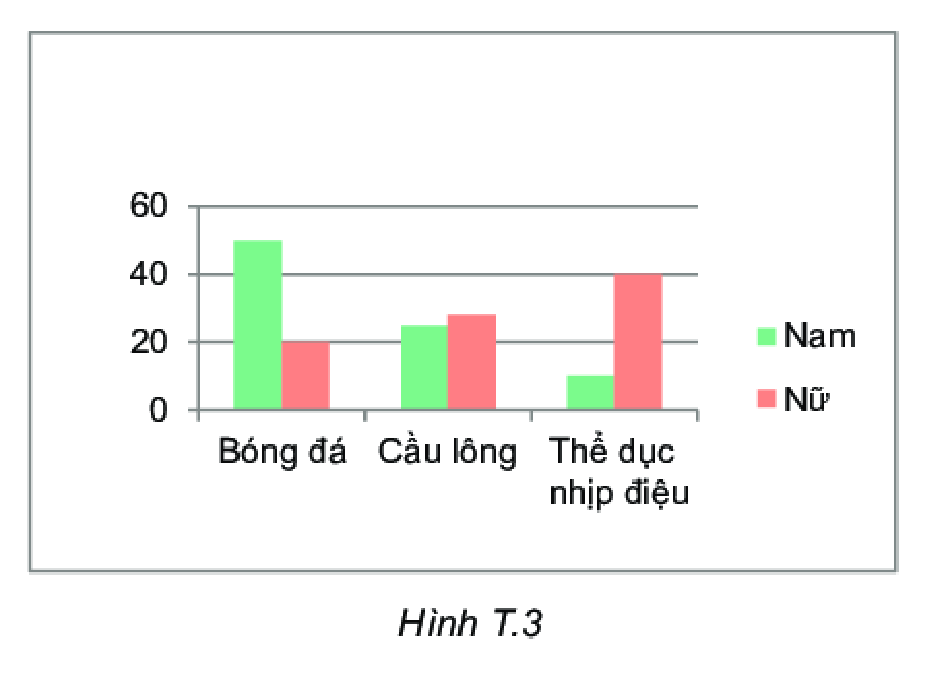 60
40
20
0
Bóng đá
Cầu lông
Thể dục
nhịp điệu
Nam
Nữ
Hình T.3